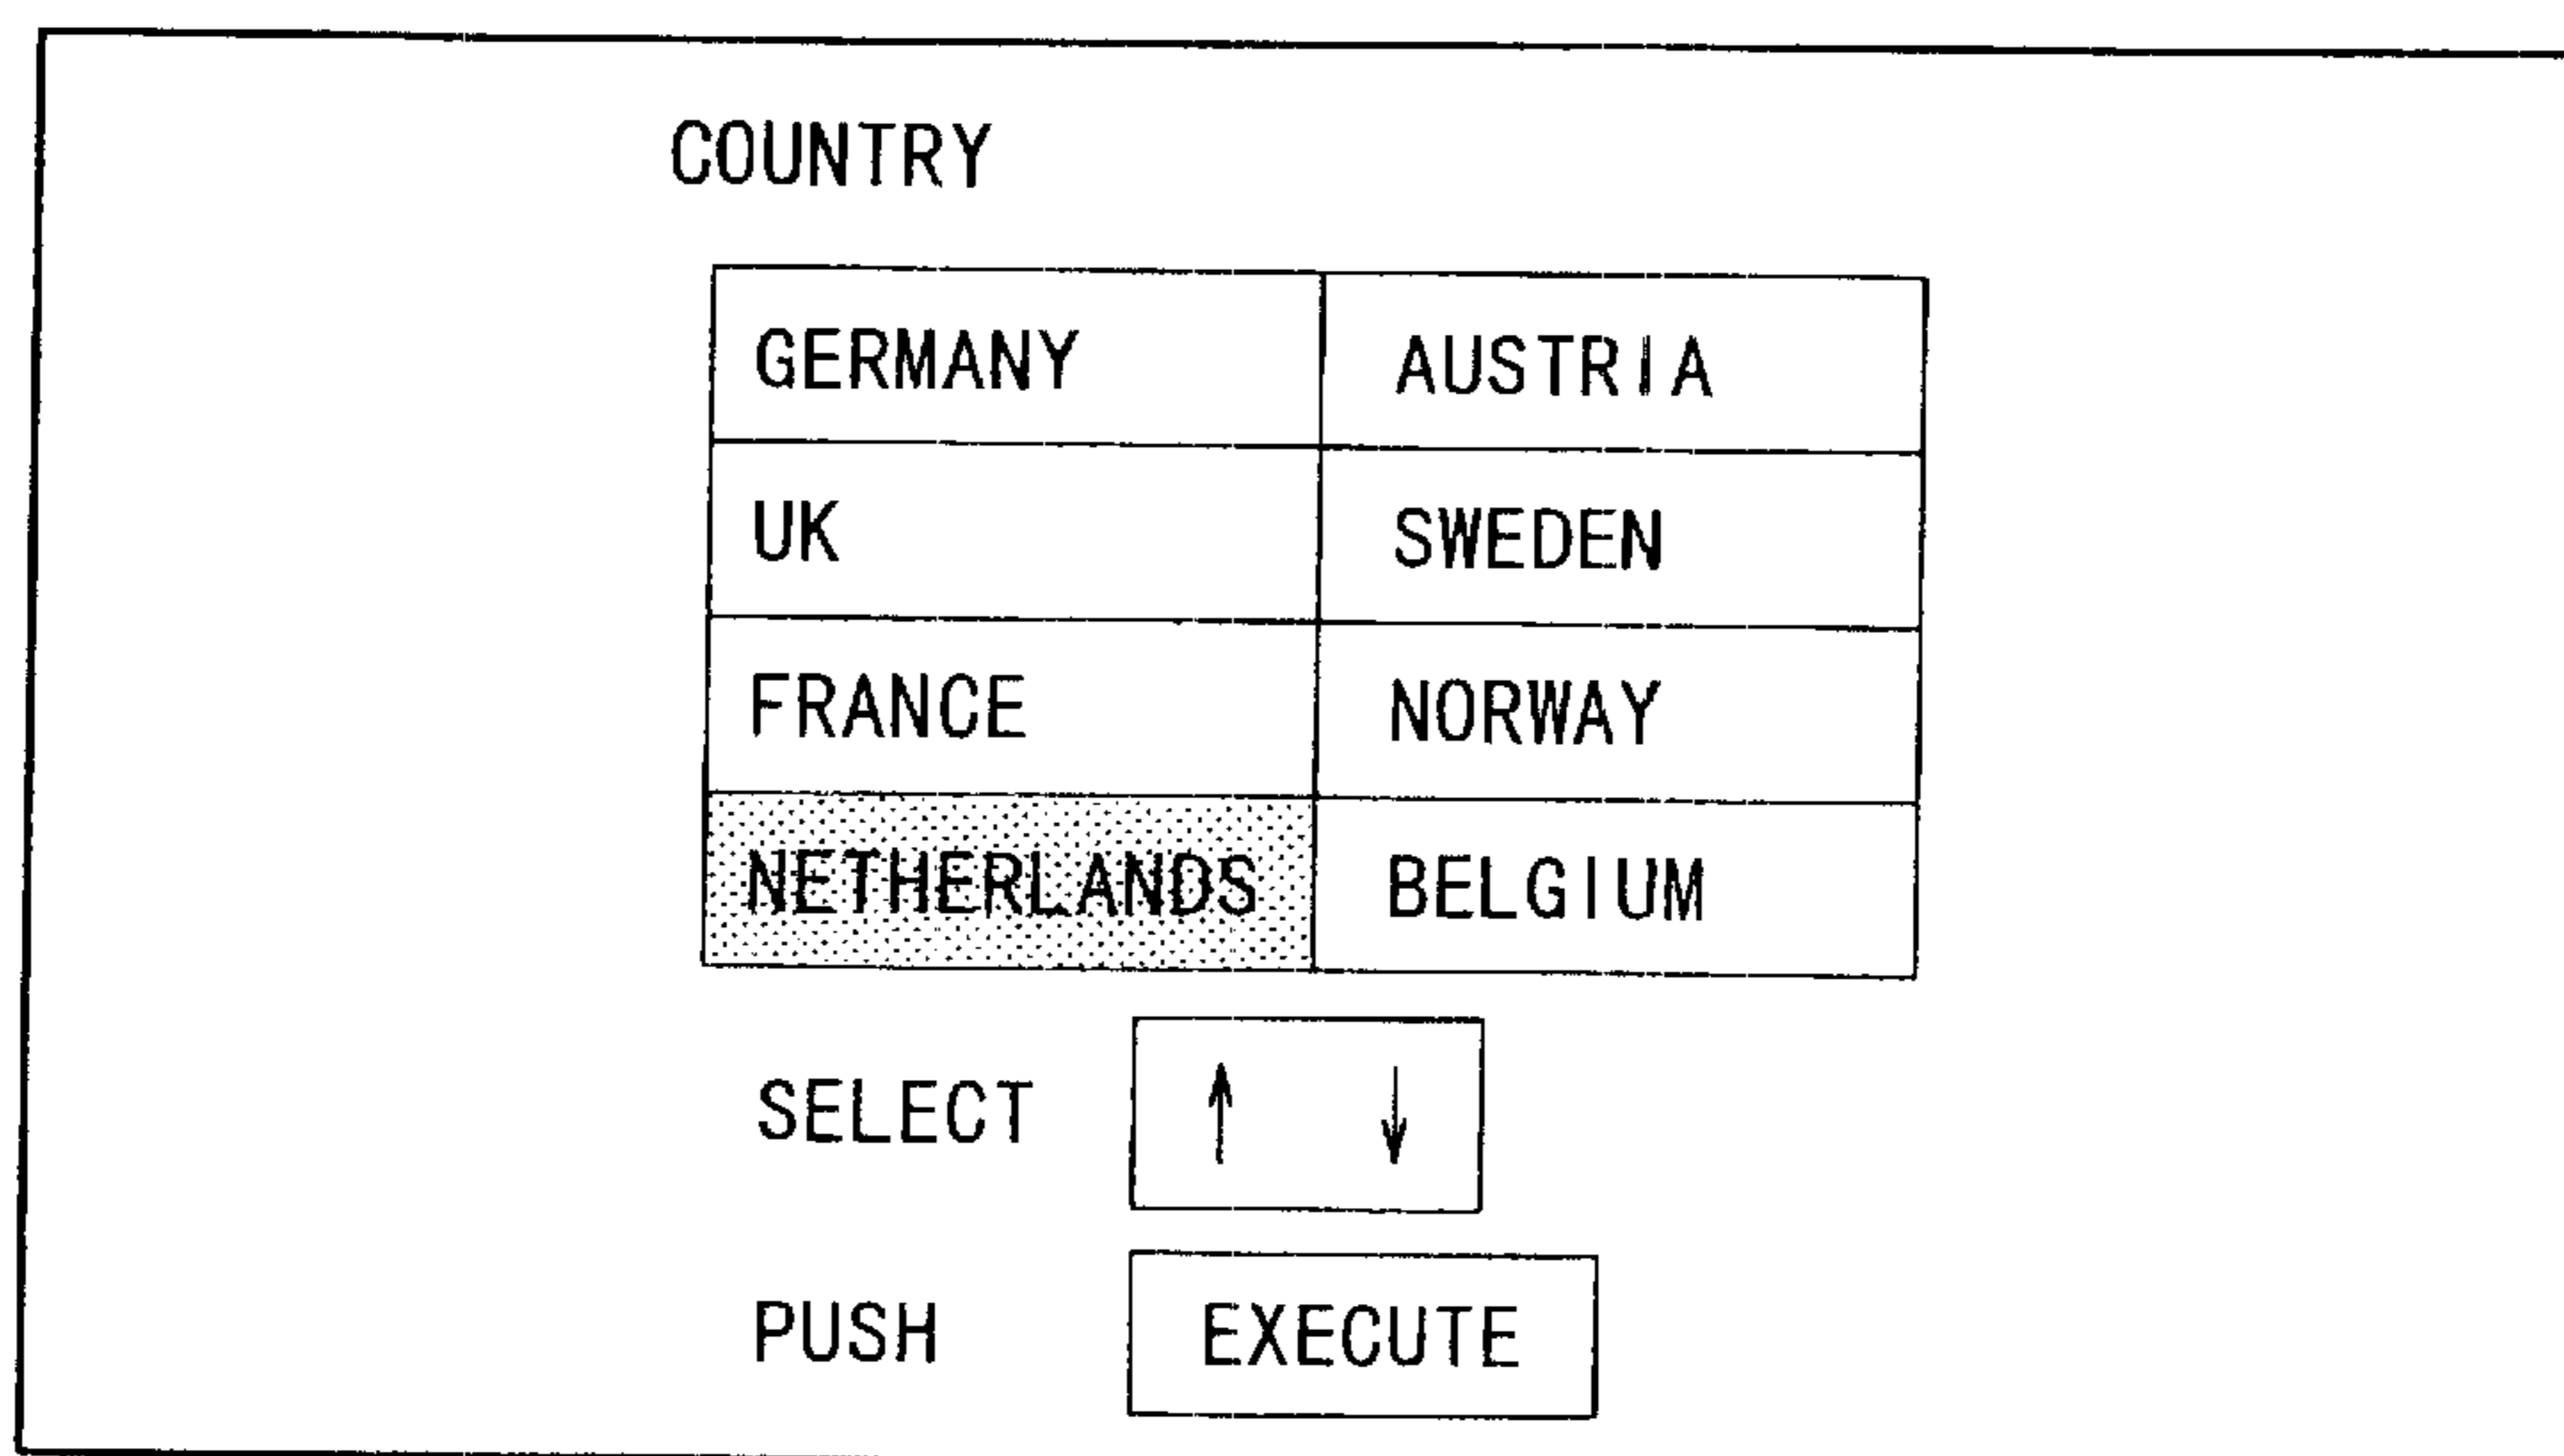 COUNTRY
GERMANY AUSTRIA
UK SWEDEN
FRANCE NORWAY
NETHERLANDS BELGIUM
SELECT ↑ ↓
PUSH EXECUTE